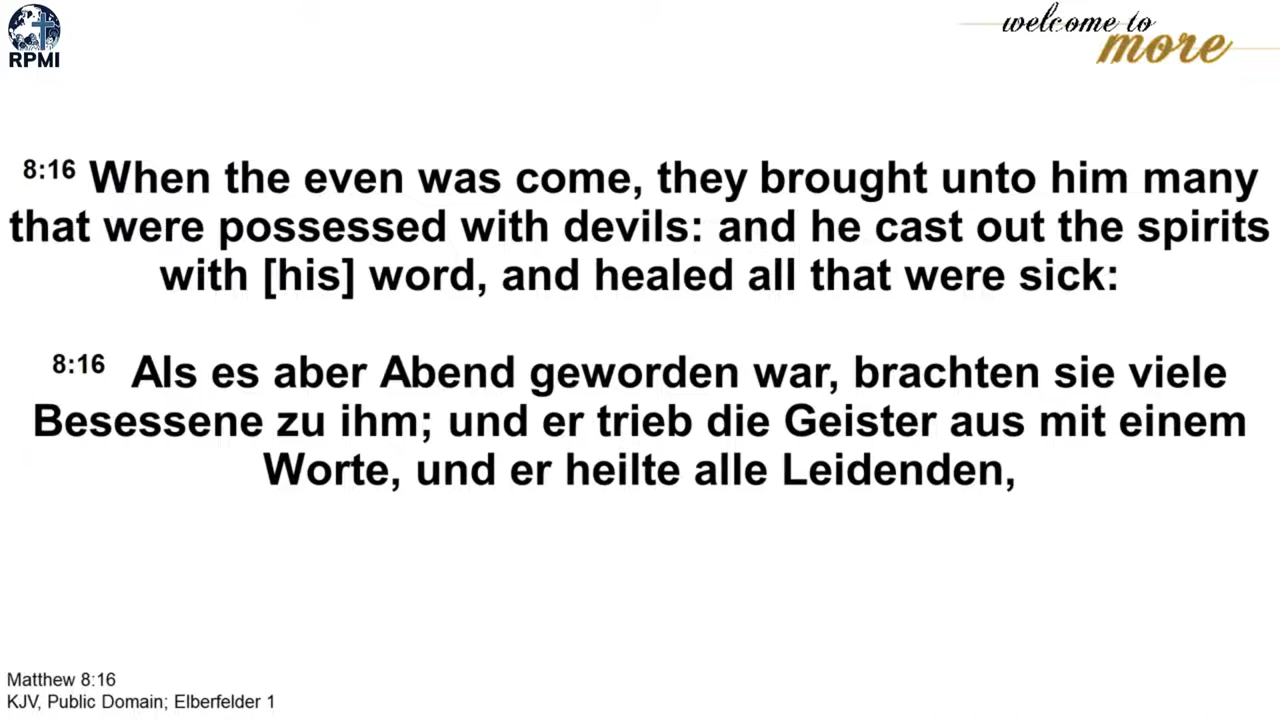 RPMI
welcome to
more
8:16 When the even was come, they brought unto him many
that were possessed with devils: and he cast out the spirits
with [his] word, and healed all that were sick:
8:16 Als es aber Abend geworden war, brachten sie viele
Besessene zu ihm; und er trieb die Geister aus mit einem
Worte, und er heilte alle Leidenden,
Matthew 8:16
KJV, Public Domain; Elberfelder 1